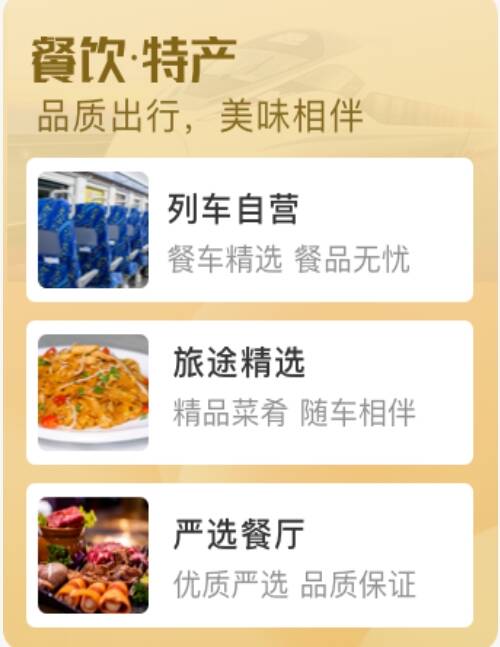 餐饮·特产
品质出行，美味相伴
列车自营
餐车精选 餐品无忧
旅途精选
精品菜肴 随车相伴
严选餐厅
优质严选 品质保证